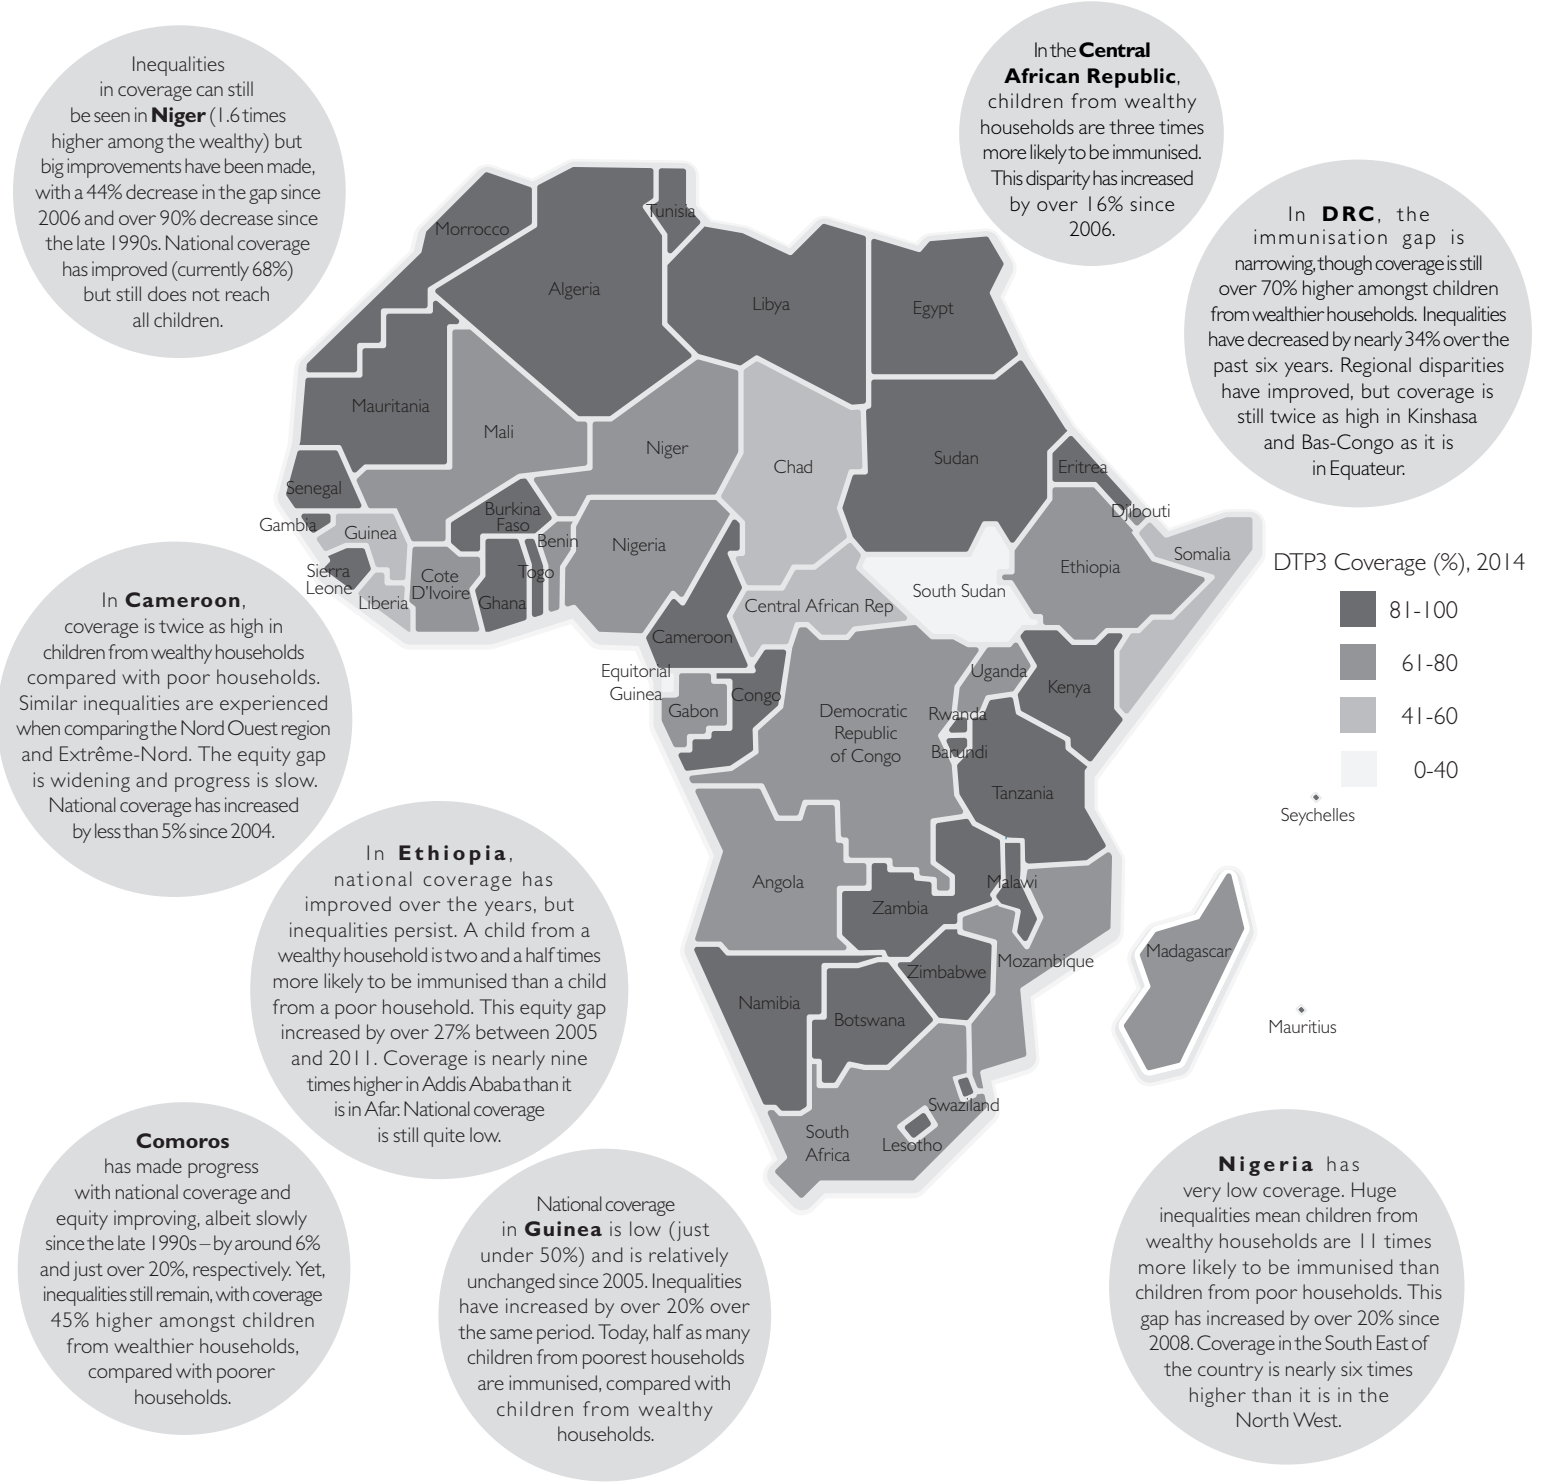 Inequalities
in coverage can still
be seen in Niger (1.6 times
higher among the wealthy) but
big improvements have been made,
with a 44% decrease in the gap since
2006 and over 90% decrease since
the late 1990s. National coverage
has improved (currently 68%)
but still does not reach
all children.
In the Central
African Republic,
children from wealthy
households are three times
more likely to be immunised.
This disparity has increased
by over 16% since
2006.
In DRC, the
immunisation gap is
narrowing, though coverage is still
over 70% higher amongst children
from wealthier households. Inequalities
have decreased by nearly 34% over the
past six years. Regional disparities
have improved, but coverage is
still twice as high in Kinshasa
and Bas-Congo as it is
in Equateur.
Morrocco
Tunisia
Algeria
Libya
Egypt
Mauritania
Mali
Niger
Chad
Sudan
Eritrea
Senegal
Gambia
Guinea
Burkina
Faso
Benin
Nigeria
Djibouti
Somalia
Ethiopia
Sierra
Leone
Liberia
Cote
D'Ivoire
Ghana
Togo
South Sudan
Central African Rep
Cameroon
Equitorial
Guinea
Gabon
Congo
Democratic
Republic
of Congo
Uganda
Kenya
Rwanda
Barundi
Tanzania
Seychelles
Angola
Malawi
Zambia
Mozambique
Madagascar
Zimbabwe
Namibia
Botswana
Mauritius
Swaziland
South
Africa
Lesotho
DTP3 Coverage (%), 2014
81-100
61-80
41-60
0-40
In Cameroon,
coverage is twice as high in
children from wealthy households
compared with poor households.
Similar inequalities are experienced
when comparing the Nord Ouest region
and Extrême-Nord. The equity gap
is widening and progress is slow.
National coverage has increased
by less than 5% since 2004.
In Ethiopia,
national coverage has
improved over the years, but
inequalities persist. A child from a
wealthy household is two and a half times
more likely to be immunised than a child
from a poor household. This equity gap
increased by over 27% between 2005
and 2011. Coverage is nearly nine
times higher in Addis Ababa than it
is in Afar. National coverage
is still quite low.
Comoros
has made progress
with national coverage and
equity improving, albeit slowly
since the late 1990s – by around 6%
and just over 20%, respectively. Yet,
inequalities still remain, with coverage
45% higher amongst children
from wealthier households,
compared with poorer
households.
National coverage
in Guinea is low (just
under 50%) and is relatively
unchanged since 2005. Inequalities
have increased by over 20% over
the same period. Today, half as many
children from poorest households
are immunised, compared with
children from wealthy
households.
Nigeria has
very low coverage. Huge
inequalities mean children from
wealthy households are 11 times
more likely to be immunised than
children from poor households. This
gap has increased by over 20% since
2008. Coverage in the South East of
the country is nearly six times
higher than it is in the
North West.